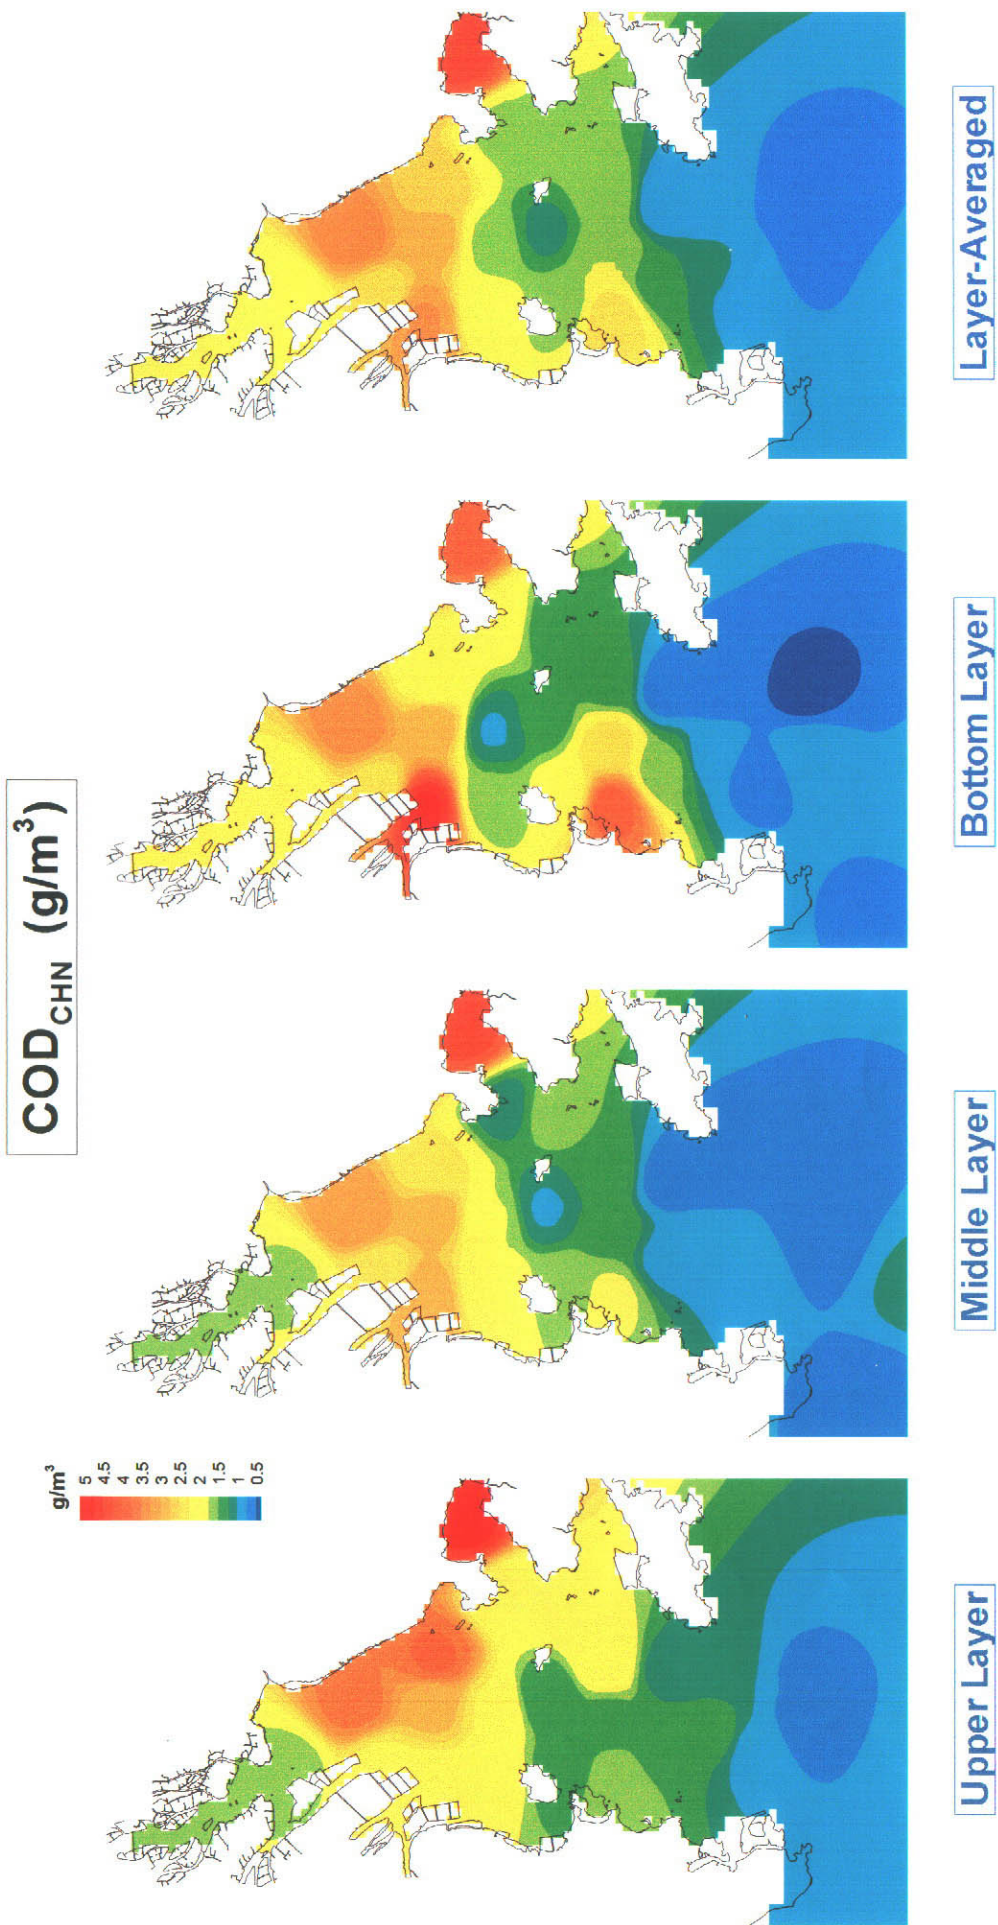 COD_CHN (g/m³)
g/m³
5
4.5
4
3.5
3
2.5
2
1.5
1
0.5
Upper Layer
Middle Layer
Bottom Layer
Layer-Averaged